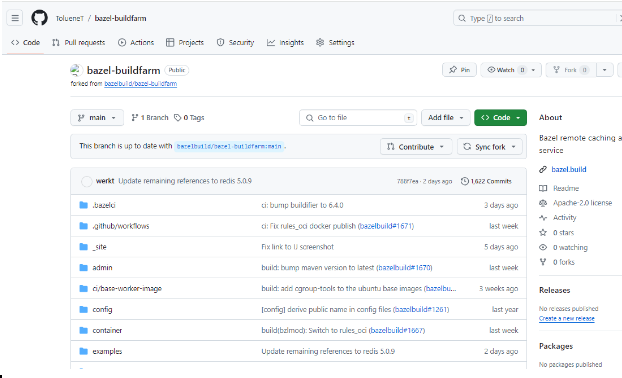 TolueneT / bazel-buildfarm
Type / to search
Code
Pull requests
Actions
Projects
Security
Insights
Settings
bazel-buildfarm
Public
Pin
Watch 0
Fork 0
forked from bazelbuild/bazel-buildfarm
main
1 Branch
0 Tags
Go to file
t
Add file
Code
This branch is up to date with bazelbuild/bazel-buildfarm:main.
Contribute
Sync fork
werkt Update remaining references to redis 5.0.9
2 days ago
1,622 Commits
.bazelci
ci: bump buildifier to 6.4.0
3 days ago
.github/workflows
ci: Fix rules_oci docker publish (bazelbuild#1671)
last week
_site
Fix link to IJ screenshot
5 days ago
admin
build: bump maven version to latest (bazelbuild#1670)
last week
ci/base-worker-image
build: add cgroup-tools to the ubuntu base images (bazelbu...
3 weeks ago
config
[config] derive public name in config files (bazelbuild#1261)
last year
container
build(bzlmod): Switch to rules_oci (bazelbuild#1667)
last week
examples
Update remaining references to redis 5.0.9
2 days ago
About
Bazel remote caching a
service
bazel.build
Readme
Apache-2.0 license
Activity
0 stars
0 watching
0 forks
Releases
No releases published
Create a new release
Packages
No packages published